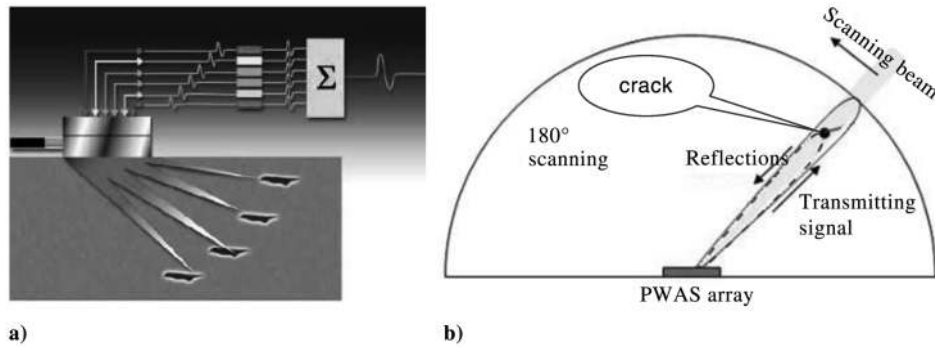 Σ
a)
Scanning beam
crack
180°
scanning
Reflections
Transmitting
signal
PWAS array
b)